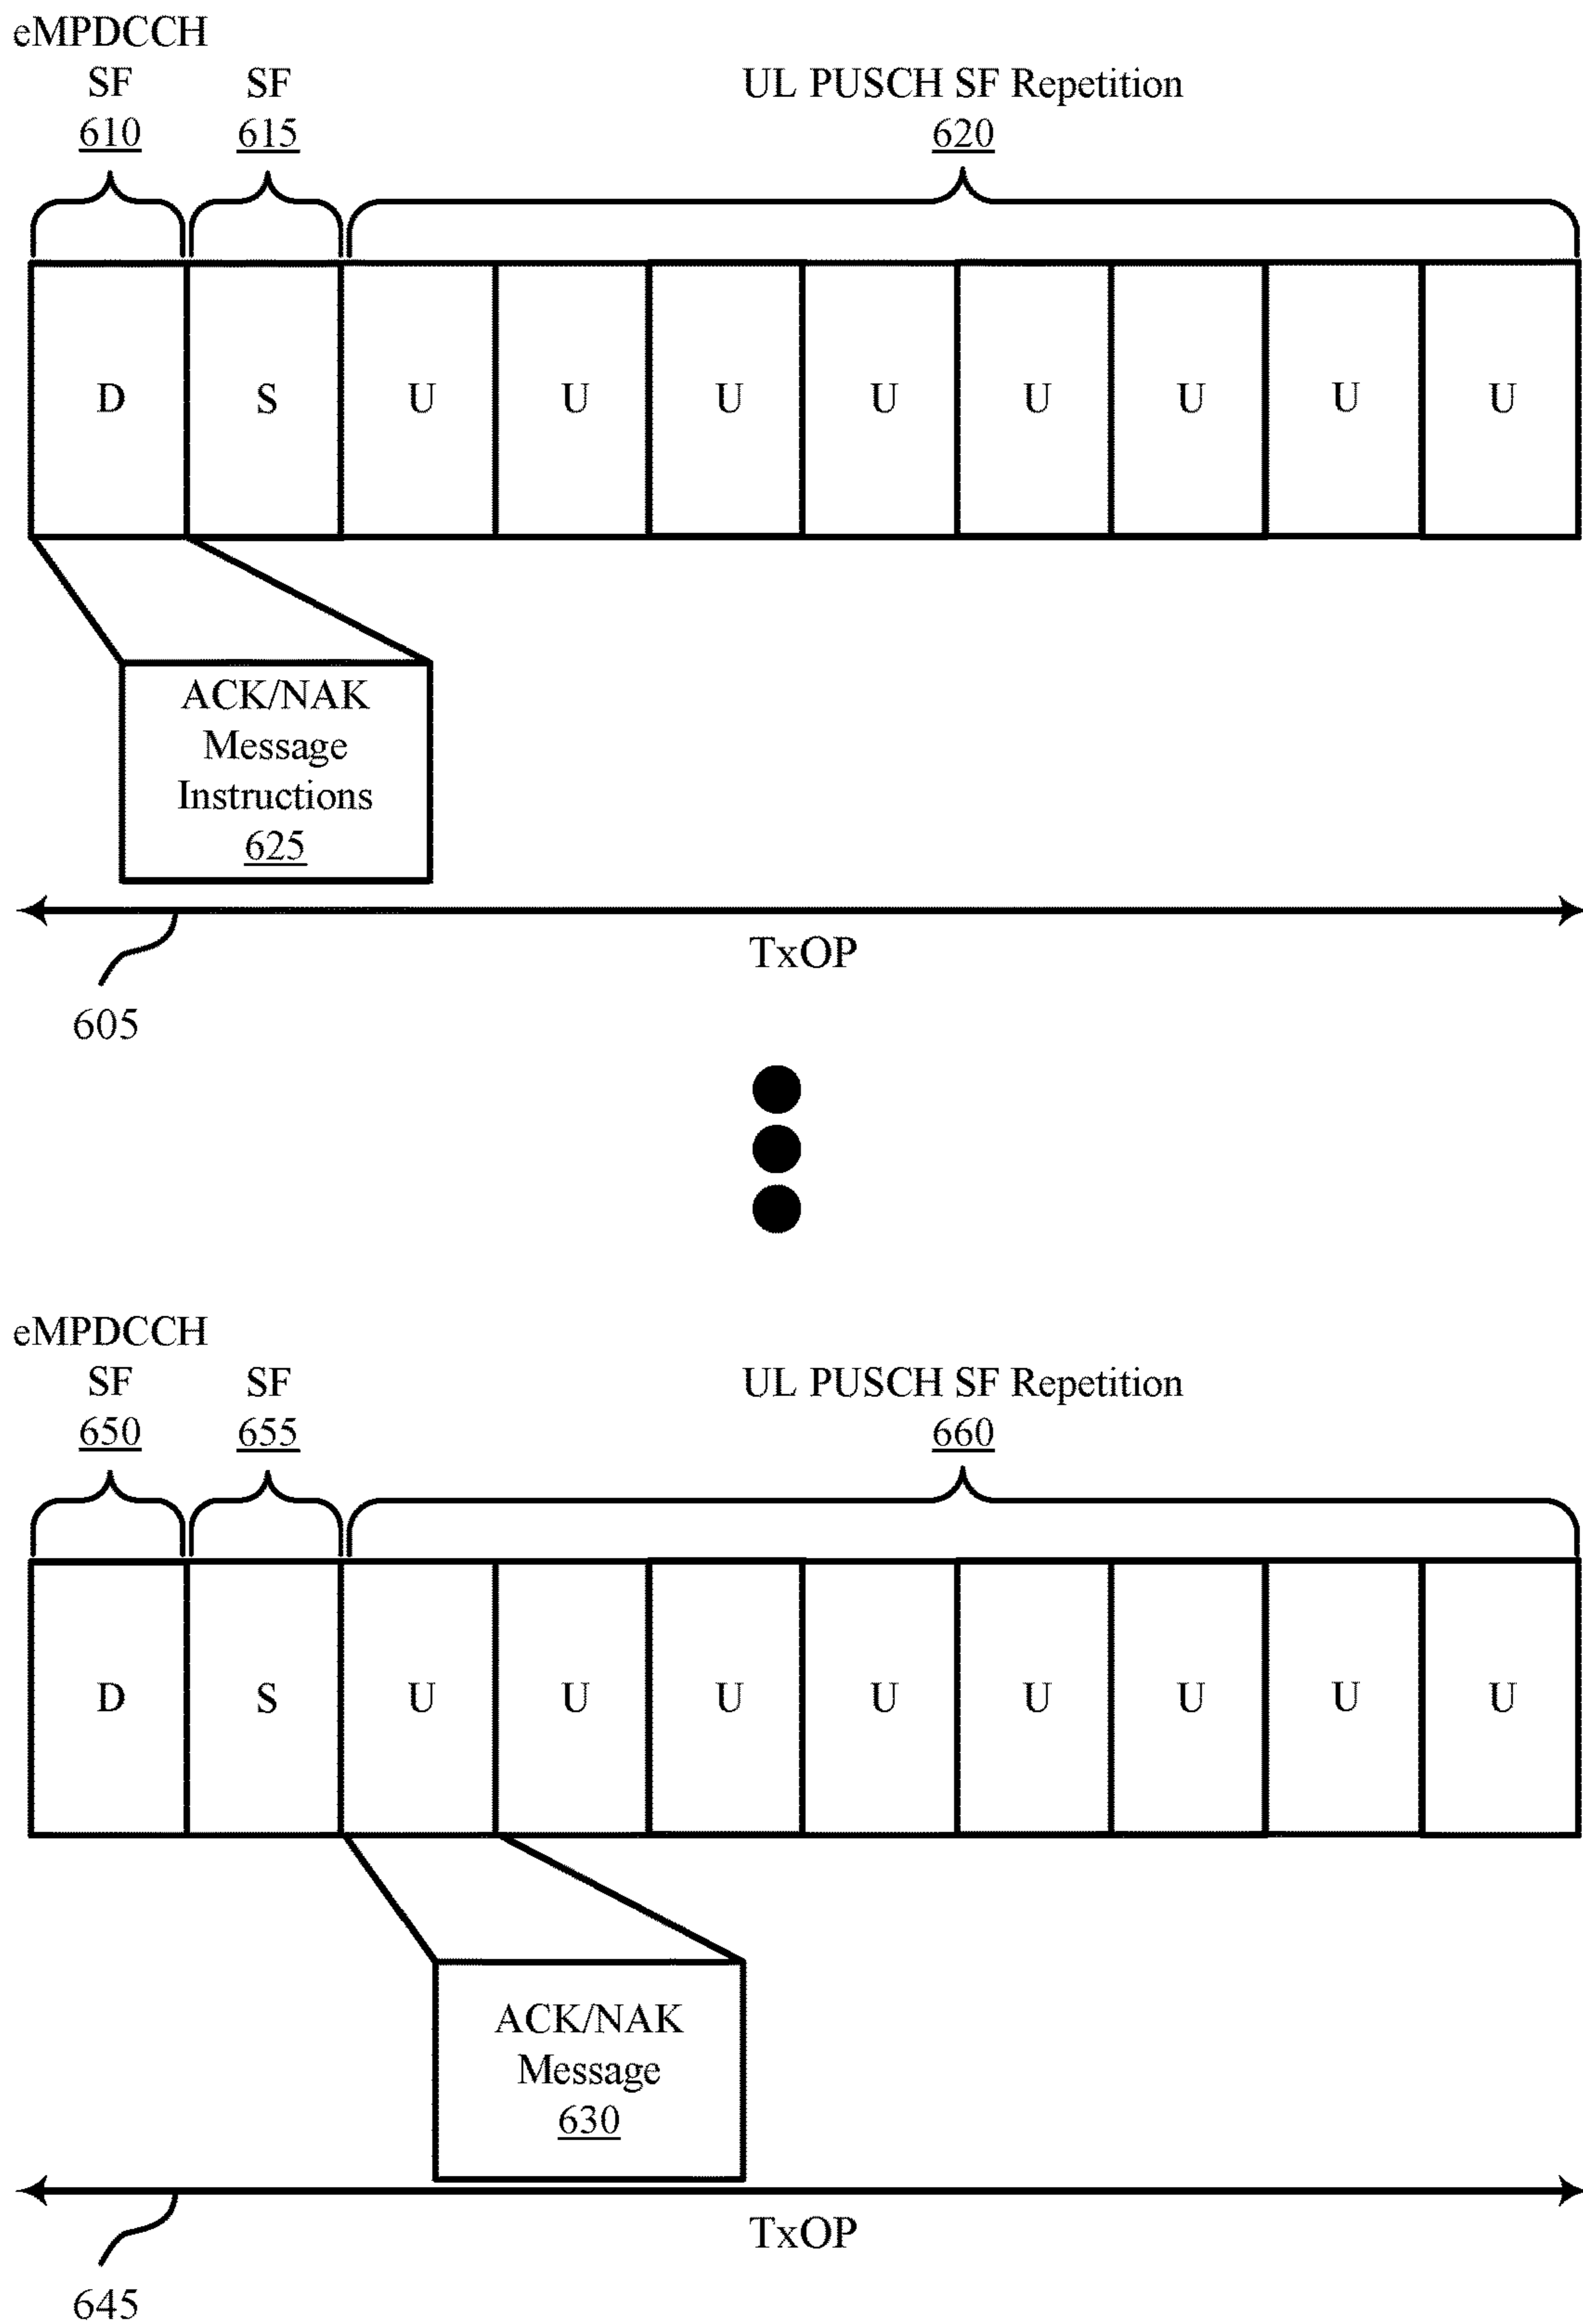 eMPDCCH
SF
610
SF
615
UL PUSCH SF Repetition
620
D S U U U U U U U U
ACK/NAK
Message
Instructions
625
TxOP
605
eMPDCCH
SF
650
SF
655
UL PUSCH SF Repetition
660
D S U U U U U U U U
ACK/NAK
Message
630
TxOP
645